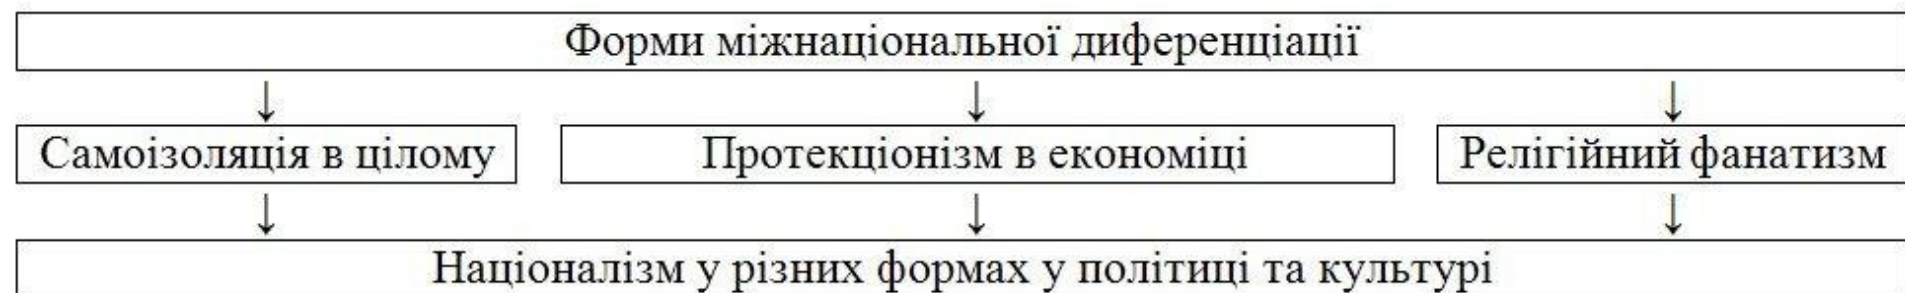 Форми міжнаціональної диференціації
↓ ↓ ↓
Самоізоляція в цілому Протекціонізм в економіці Релігійний фанатизм
↓ ↓ ↓
Націоналізм у різних формах у політиці та культурі